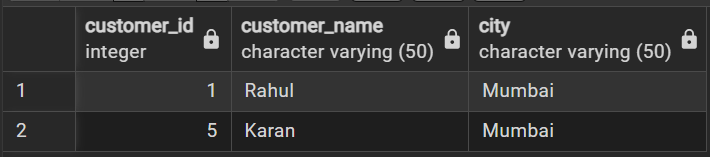 customer_id customer_name city
integer character varying (50) character varying (50)
1 1 Rahul Mumbai
2 5 Karan Mumbai